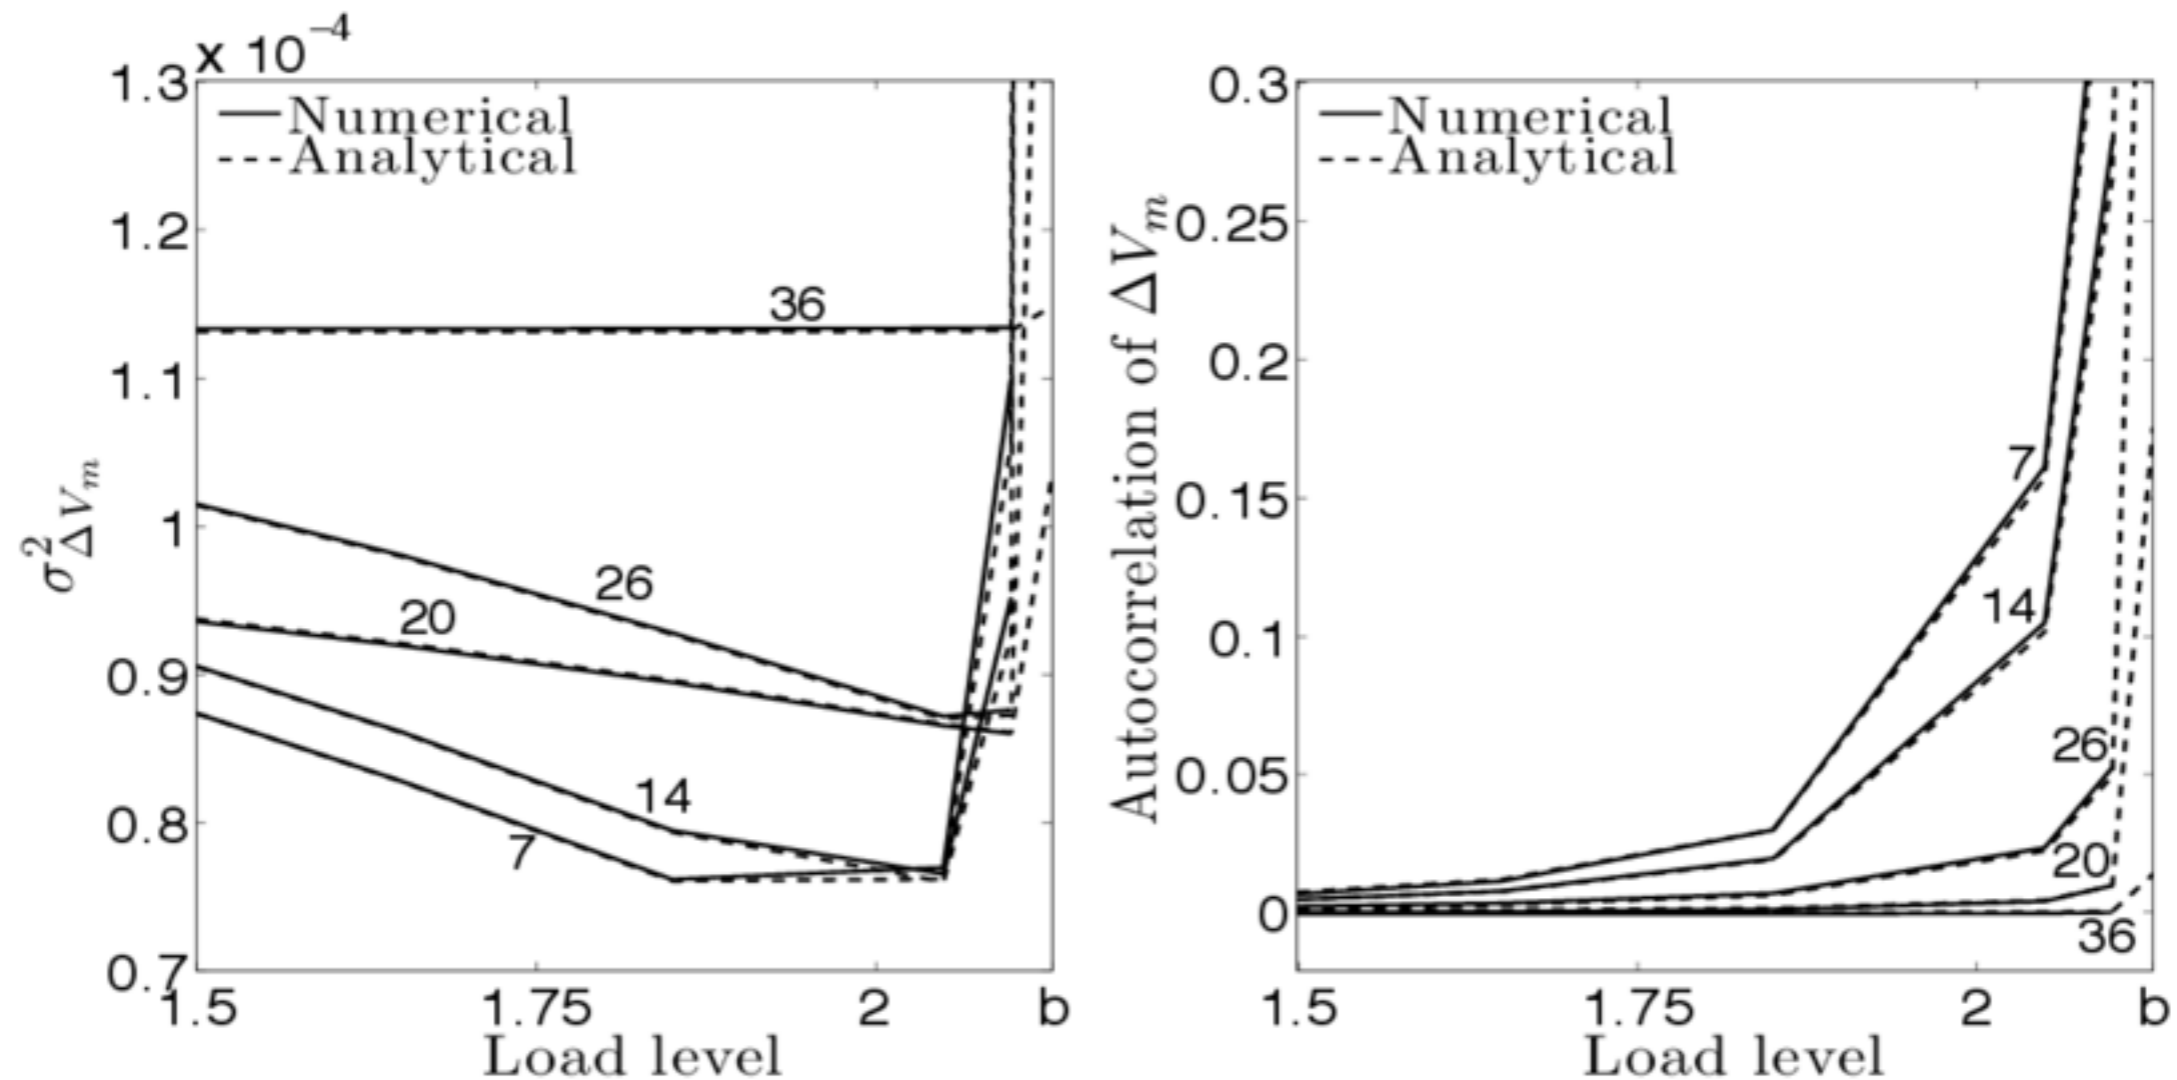 x 10^{-4}
1.3
1.2
1.1
1
0.9
0.8
0.7
σ²_{ΔV_m}
Numerical
Analytical
36
26
20
14
7
1.5 1.75 2 b
Load level
0.3
0.25
0.2
0.15
0.1
0.05
0
Autocorrelation of ΔV_m
Numerical
Analytical
7
14
26
20
36
1.5 1.75 2 b
Load level